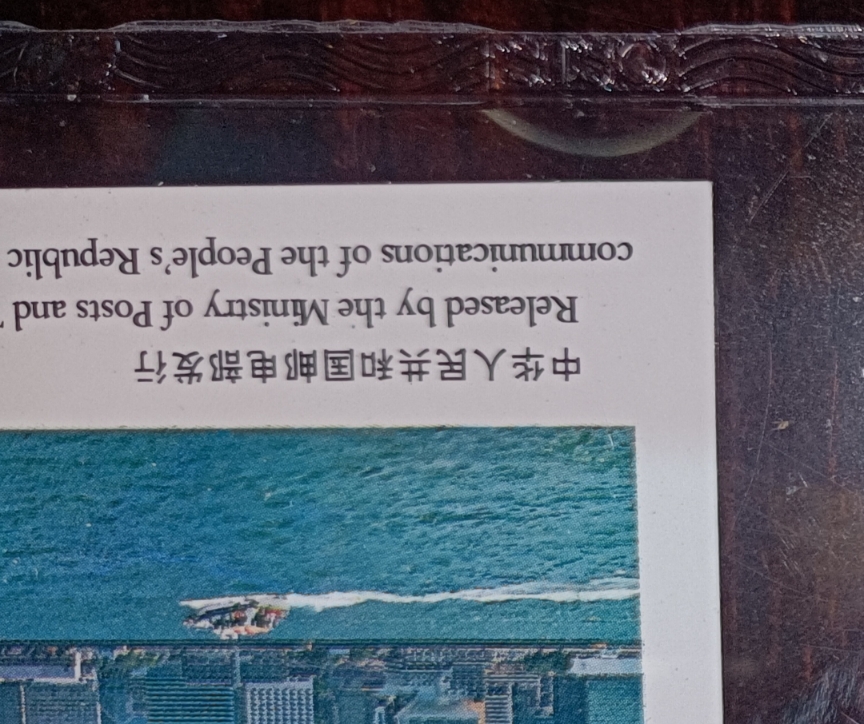 中华人民共和国邮电部发行
Released by the Ministry of Posts and
communications of the People's Republic